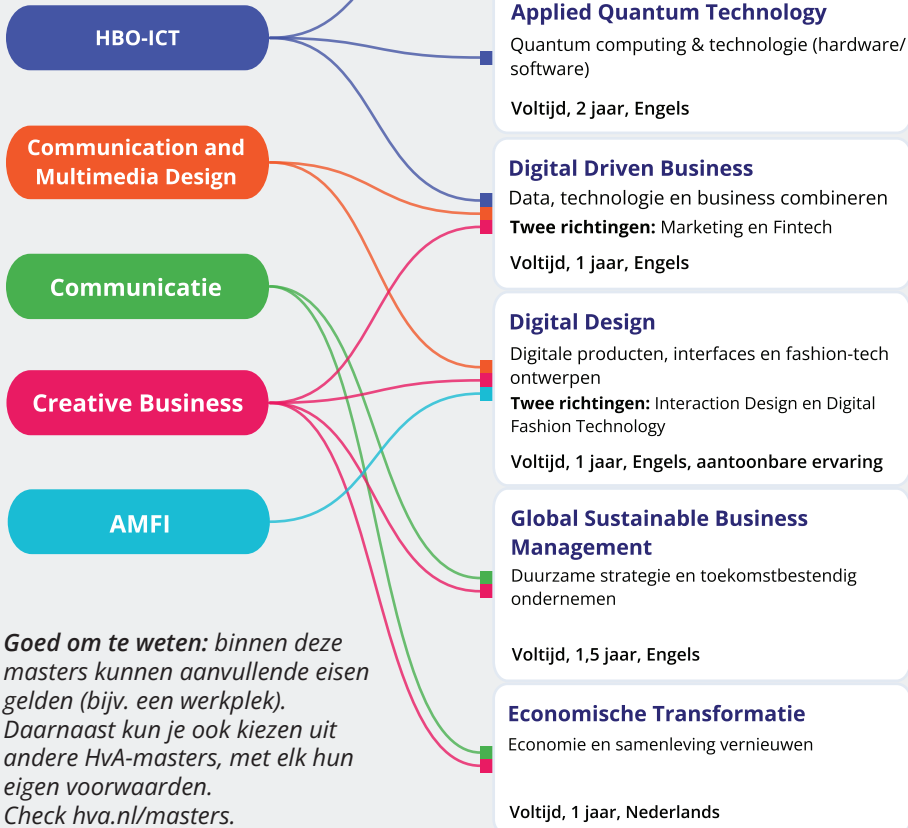 HBO-ICT
Communication and
Multimedia Design
Communicatie
Creative Business
AMFI
Goed om te weten: binnen deze
masters kunnen aanvullende eisen
gelden (bijv. een werkplek).
Daarnaast kun je ook kiezen uit
andere HvA-masters, met elk hun
eigen voorwaarden.
Check hva.nl/masters.
Applied Quantum Technology
Quantum computing & technologie (hardware/
software)
Voltijd, 2 jaar, Engels
Digital Driven Business
Data, technologie en business combineren
Twee richtingen: Marketing en Fintech
Voltijd, 1 jaar, Engels
Digital Design
Digitale producten, interfaces en fashion-tech
ontwerpen
Twee richtingen: Interaction Design en Digital
Fashion Technology
Voltijd, 1 jaar, Engels, aantoonbare ervaring
Global Sustainable Business
Management
Duurzame strategie en toekomstbestendig
ondernemen
Voltijd, 1,5 jaar, Engels
Economische Transformatie
Economie en samenleving vernieuwen
Voltijd, 1 jaar, Nederlands